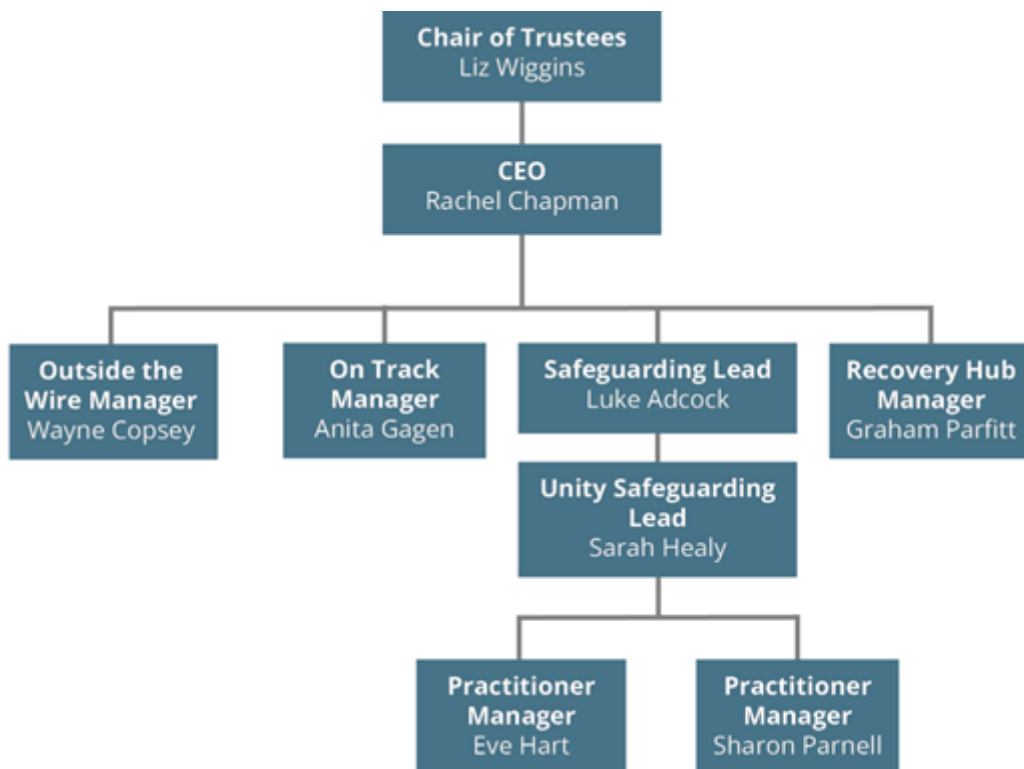 Chair of Trustees
Liz Wiggins
CEO
Rachel Chapman
Outside the
Wire Manager
Wayne Copsey
On Track
Manager
Anita Gagen
Safeguarding Lead
Luke Adcock
Recovery Hub
Manager
Graham Parfitt
Unity Safeguarding
Lead
Sarah Healy
Practitioner
Manager
Eve Hart
Practitioner
Manager
Sharon Parnell